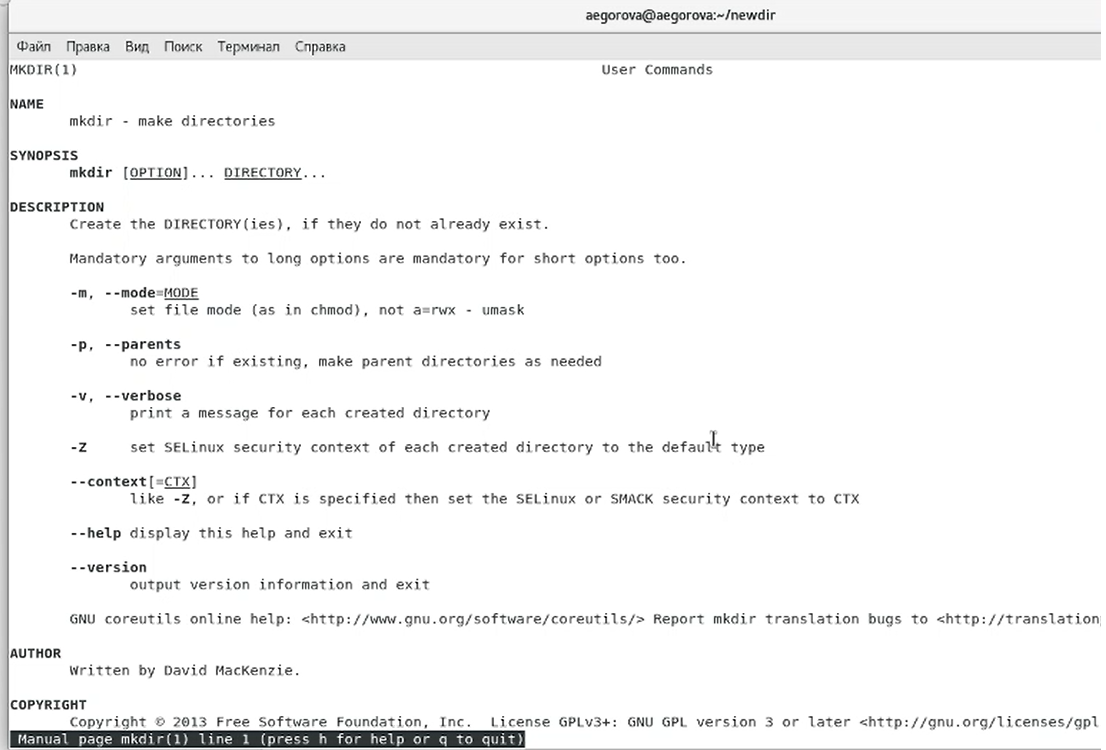 aegorova@aegorova:~/newdir
Файл Правка Вид Поиск Терминал Справка
MKDIR(1) User Commands
NAME
mkdir - make directories
SYNOPSIS
mkdir [OPTION]... DIRECTORY...
DESCRIPTION
Create the DIRECTORY(ies), if they do not already exist.
Mandatory arguments to long options are mandatory for short options too.
-m, --mode=MODE
set file mode (as in chmod), not a=rwx - umask
-p, --parents
no error if existing, make parent directories as needed
-v, --verbose
print a message for each created directory
-Z set SELinux security context of each created directory to the default type
--context[=CTX]
like -Z, or if CTX is specified then set the SELinux or SMACK security context to CTX
--help display this help and exit
--version
output version information and exit
GNU coreutils online help: <http://www.gnu.org/software/coreutils/> Report mkdir translation bugs to <http://translation
AUTHOR
Written by David MacKenzie.
COPYRIGHT
Copyright © 2013 Free Software Foundation, Inc. License GPLv3+: GNU GPL version 3 or later <http://gnu.org/licenses/gpl
Manual page mkdir(1) line 1 (press h for help or q to quit)